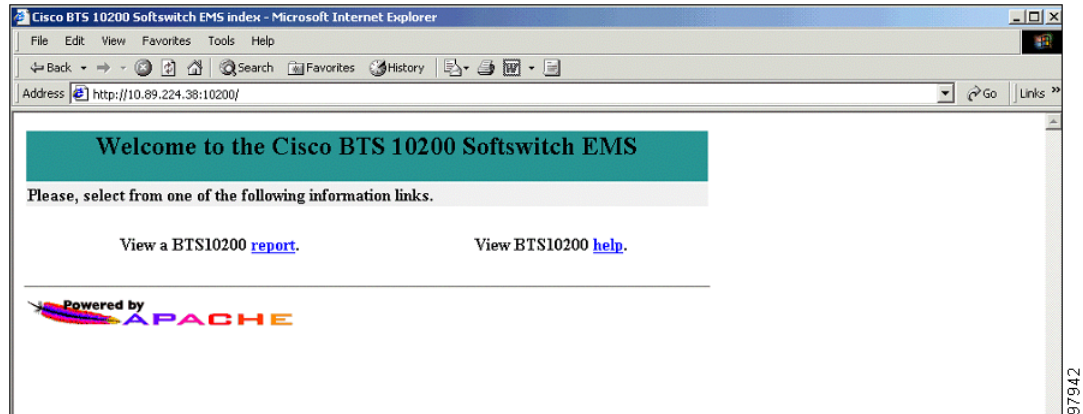 Cisco BTS 10200 Softswitch EMS index - Microsoft Internet Explorer
File Edit View Favorites Tools Help
Back Search Favorites History
Address http://10.89.224.38:10200/ Go Links »
Welcome to the Cisco BTS 10200 Softswitch EMS
Please, select from one of the following information links.
View a BTS10200 report. View BTS10200 help.
Powered by
APACHE
97942